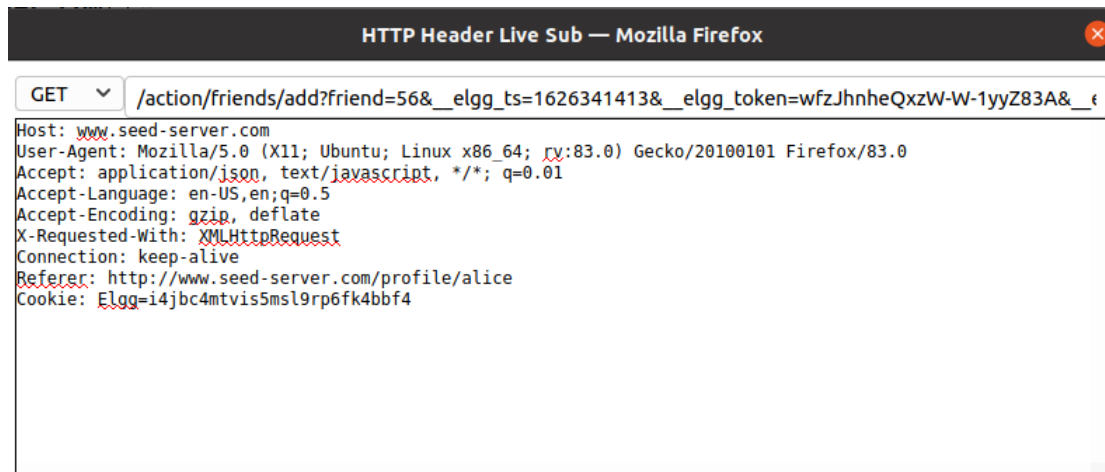 HTTP Header Live Sub — Mozilla Firefox
GET /action/friends/add?friend=56&__elgg_ts=1626341413&__elgg_token=wfzJhnheQxzW-W-1yyZ83A&__e
Host: www.seed-server.com
User-Agent: Mozilla/5.0 (X11; Ubuntu; Linux x86_64; rv:83.0) Gecko/20100101 Firefox/83.0
Accept: application/json, text/javascript, */*; q=0.01
Accept-Language: en-US,en;q=0.5
Accept-Encoding: gzip, deflate
X-Requested-With: XMLHttpRequest
Connection: keep-alive
Referer: http://www.seed-server.com/profile/alice
Cookie: Elgg=i4jbc4mtvis5msl9rp6fk4bbf4